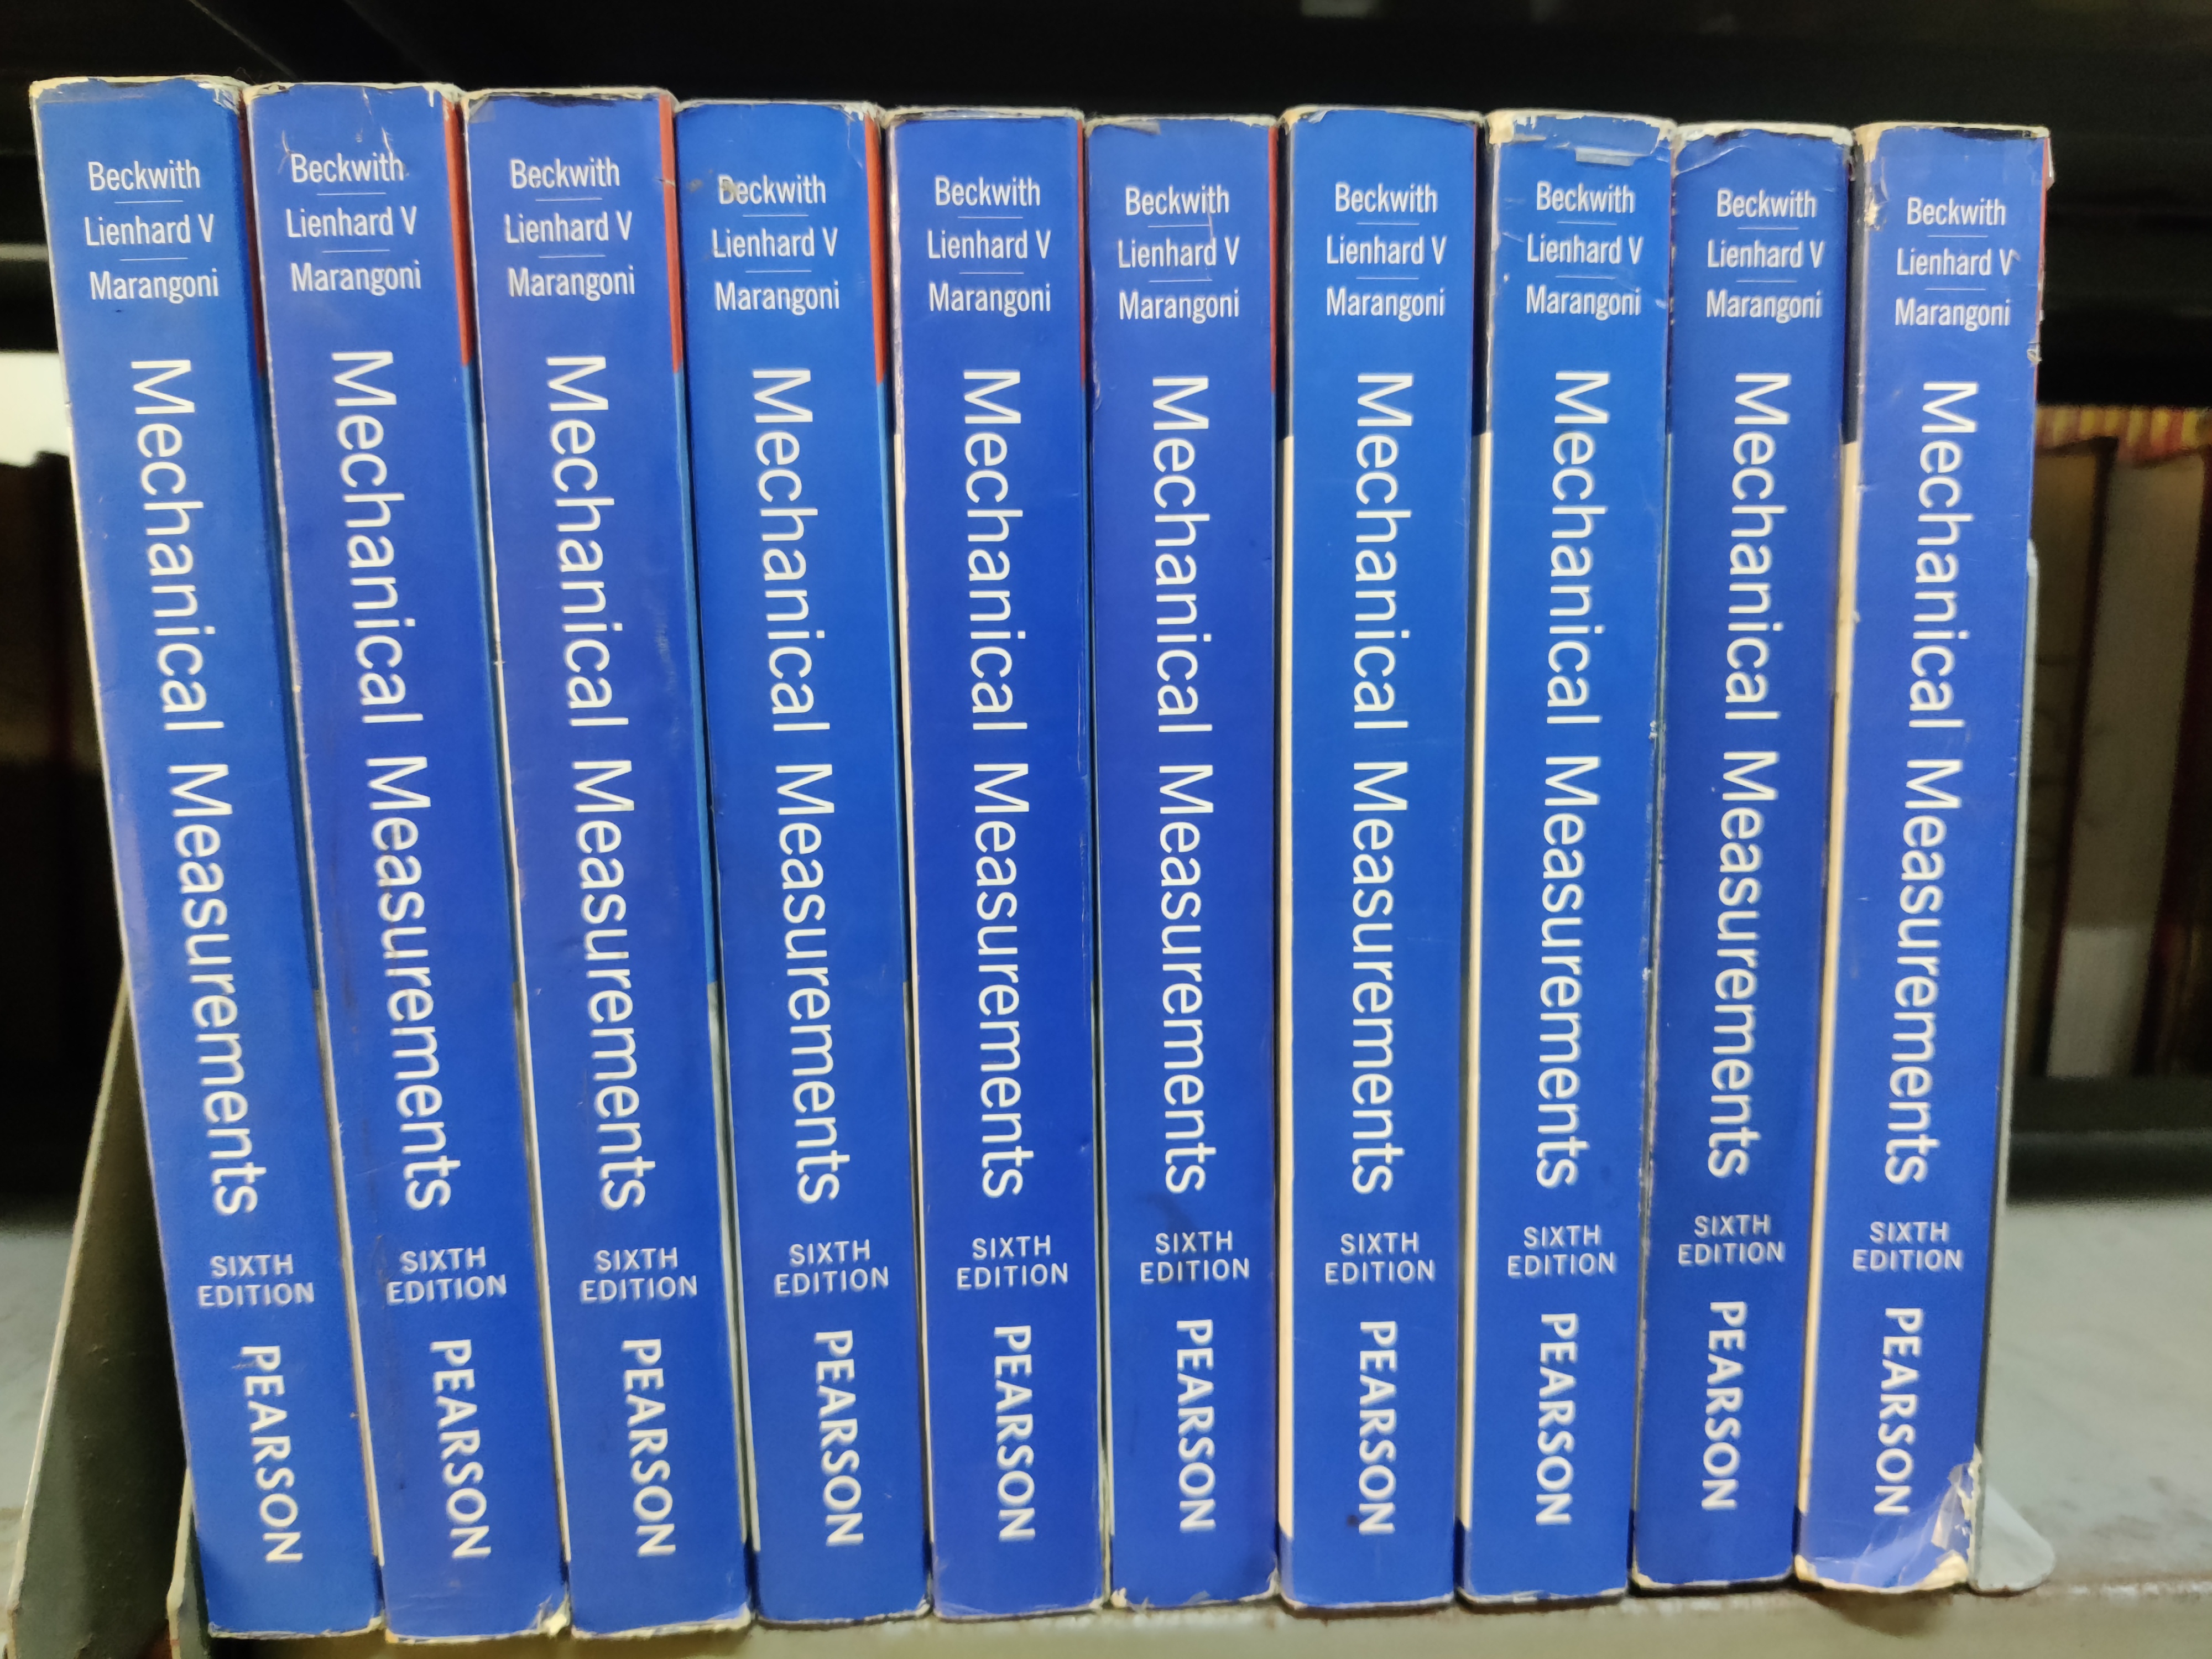 Beckwith
Lienhard V
Marangoni
Mechanical Measurements
SIXTH
EDITION
PEARSON
Beckwith
Lienhard V
Marangoni
Mechanical Measurements
SIXTH
EDITION
PEARSON
Beckwith
Lienhard V
Marangoni
Mechanical Measurements
SIXTH
EDITION
PEARSON
Beckwith
Lienhard V
Marangoni
Mechanical Measurements
SIXTH
EDITION
PEARSON
Beckwith
Lienhard V
Marangoni
Mechanical Measurements
SIXTH
EDITION
PEARSON
Beckwith
Lienhard V
Marangoni
Mechanical Measurements
SIXTH
EDITION
PEARSON
Beckwith
Lienhard V
Marangoni
Mechanical Measurements
SIXTH
EDITION
PEARSON
Beckwith
Lienhard V
Marangoni
Mechanical Measurements
SIXTH
EDITION
PEARSON
Beckwith
Lienhard V
Marangoni
Mechanical Measurements
SIXTH
EDITION
PEARSON
Beckwith
Lienhard V
Marangoni
Mechanical Measurements
SIXTH
EDITION
PEARSON